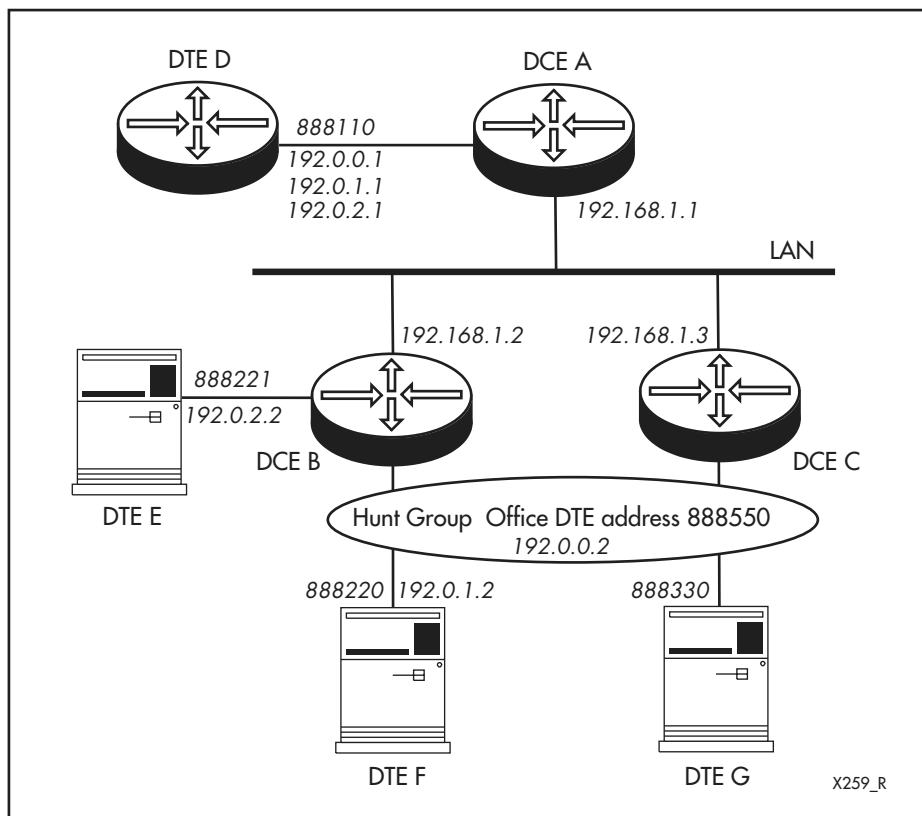 DTE D
DCE A
888110
192.0.0.1
192.0.1.1
192.0.2.1
192.168.1.1
LAN
192.168.1.2
192.168.1.3
888221
192.0.2.2
DCE B
DCE C
DTE E
Hunt Group Office DTE address 888550
192.0.0.2
888220
192.0.1.2
888330
DTE F
DTE G
X259_R